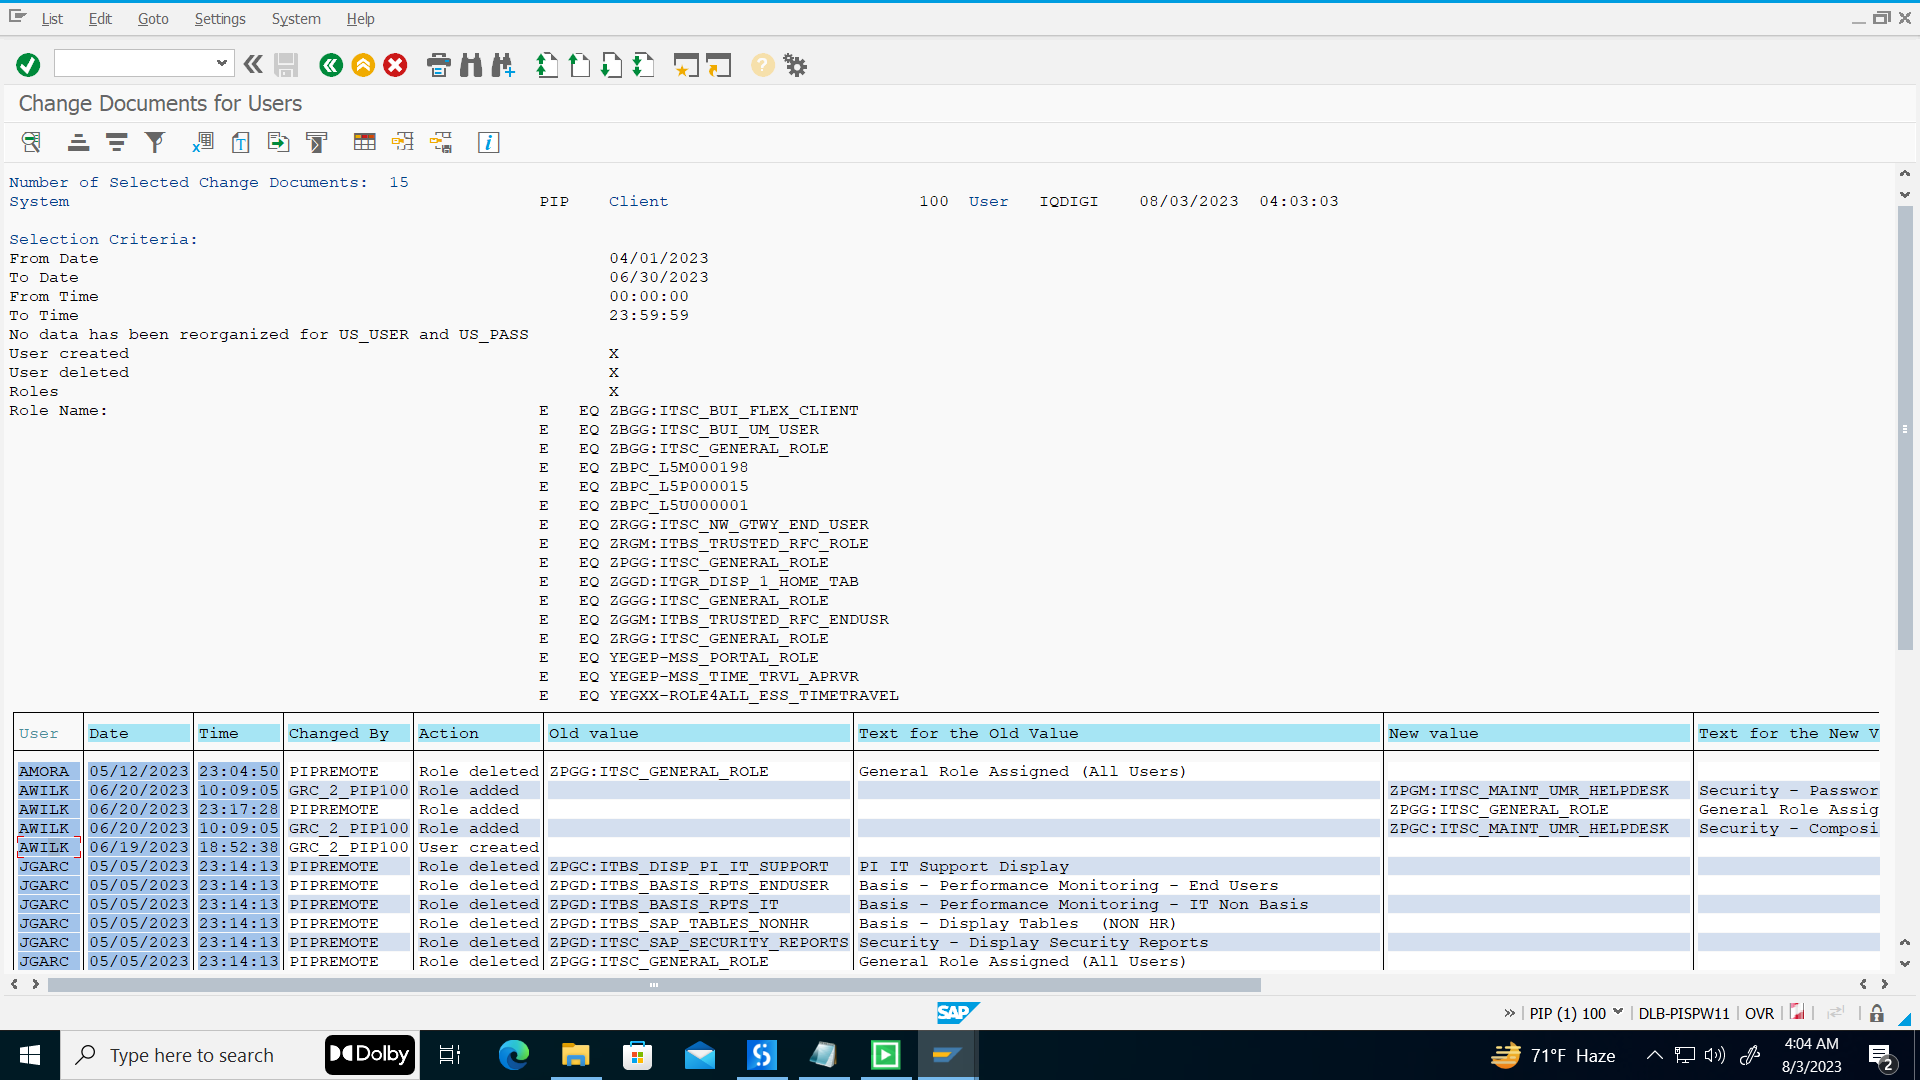 List Edit Goto Settings System Help
Change Documents for Users
Number of Selected Change Documents: 15
System PIP Client 100 User IQDIGI 08/03/2023 04:03:03
Selection Criteria:
From Date 04/01/2023
To Date 06/30/2023
From Time 00:00:00
To Time 23:59:59
No data has been reorganized for US_USER and US_PASS
User created X
User deleted X
Roles X
Role Name: E EQ ZBGG:ITSC_BUI_FLEX_CLIENT
E EQ ZBGG:ITSC_BUI_UM_USER
E EQ ZBGG:ITSC_GENERAL_ROLE
E EQ ZBPC_L5M000198
E EQ ZBPC_L5P000015
E EQ ZBPC_L5U000001
E EQ ZRGG:ITSC_NW_GTWY_END_USER
E EQ ZRGM:ITBS_TRUSTED_RFC_ROLE
E EQ ZPGG:ITSC_GENERAL_ROLE
E EQ ZGGD:ITGR_DISP_1_HOME_TAB
E EQ ZGGG:ITSC_GENERAL_ROLE
E EQ ZGGM:ITBS_TRUSTED_RFC_ENDUSR
E EQ ZRGG:ITSC_GENERAL_ROLE
E EQ YEGEP-MSS_PORTAL_ROLE
E EQ YEGEP-MSS_TIME_TRVL_APRVR
E EQ YEGXX-ROLE4ALL_ESS_TIMETRAVEL
User Date Time Changed By Action Old value Text for the Old Value New value Text for the New V
AMORA 05/12/2023 23:04:50 PIPREMOTE Role deleted ZPGG:ITSC_GENERAL_ROLE General Role Assigned (All Users)
AWILK 06/20/2023 10:09:05 GRC_2_PIP100 Role added ZPGM:ITSC_MAINT_UMR_HELPDESK Security - Passwor
AWILK 06/20/2023 23:17:28 PIPREMOTE Role added ZPGG:ITSC_GENERAL_ROLE General Role Assig
AWILK 06/20/2023 10:09:05 GRC_2_PIP100 Role added ZPGC:ITSC_MAINT_UMR_HELPDESK Security - Composi
AWILK 06/19/2023 18:52:38 GRC_2_PIP100 User created
JGARC 05/05/2023 23:14:13 PIPREMOTE Role deleted ZPGC:ITBS_DISP_PI_IT_SUPPORT PI IT Support Display
JGARC 05/05/2023 23:14:13 PIPREMOTE Role deleted ZPGD:ITBS_BASIS_RPTS_ENDUSER Basis - Performance Monitoring - End Users
JGARC 05/05/2023 23:14:13 PIPREMOTE Role deleted ZPGD:ITBS_BASIS_RPTS_IT Basis - Performance Monitoring - IT Non Basis
JGARC 05/05/2023 23:14:13 PIPREMOTE Role deleted ZPGD:ITBS_SAP_TABLES_NONHR Basis - Display Tables (NON HR)
JGARC 05/05/2023 23:14:13 PIPREMOTE Role deleted ZPGD:ITSC_SAP_SECURITY_REPORTS Security - Display Security Reports
JGARC 05/05/2023 23:14:13 PIPREMOTE Role deleted ZPGG:ITSC_GENERAL_ROLE General Role Assigned (All Users)
SAP
» PIP (1) 100 DLB-PISPW11 OVR
Type here to search Dolby 71°F Haze 4:04 AM
8/3/2023
2